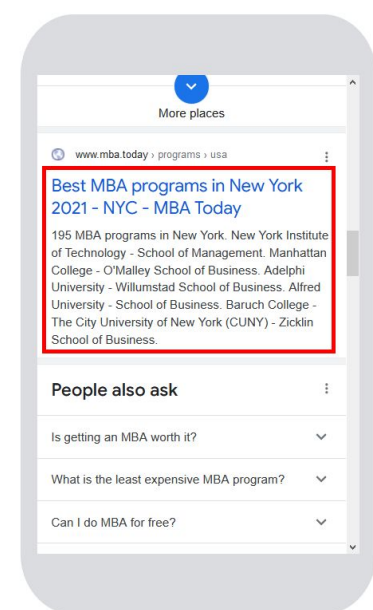 More places
www.mba.today › programs › usa
Best MBA programs in New York
2021 - NYC - MBA Today
195 MBA programs in New York. New York Institute
of Technology - School of Management. Manhattan
College - O'Malley School of Business. Adelphi
University - Willumstad School of Business. Alfred
University - School of Business. Baruch College -
The City University of New York (CUNY) - Zicklin
School of Business.
People also ask
Is getting an MBA worth it?
What is the least expensive MBA program?
Can I do MBA for free?